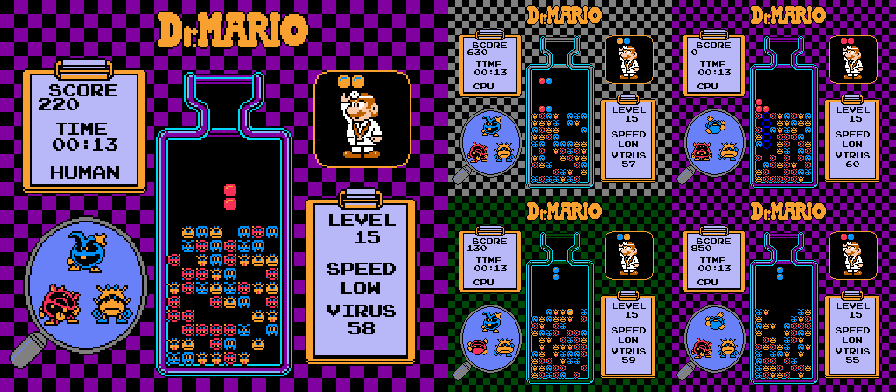 Dr. MARIO
SCORE
220
TIME
00:13
HUMAN
LEVEL
15
SPEED
LOW
VIRUS
58
Dr. MARIO
SCORE
630
TIME
00:13
CPU
LEVEL
15
SPEED
LOW
VIRUS
57
Dr. MARIO
SCORE
0
TIME
00:13
CPU
LEVEL
15
SPEED
LOW
VIRUS
60
Dr. MARIO
SCORE
130
TIME
00:13
CPU
LEVEL
15
SPEED
LOW
VIRUS
59
Dr. MARIO
SCORE
850
TIME
00:13
CPU
LEVEL
15
SPEED
LOW
VIRUS
55